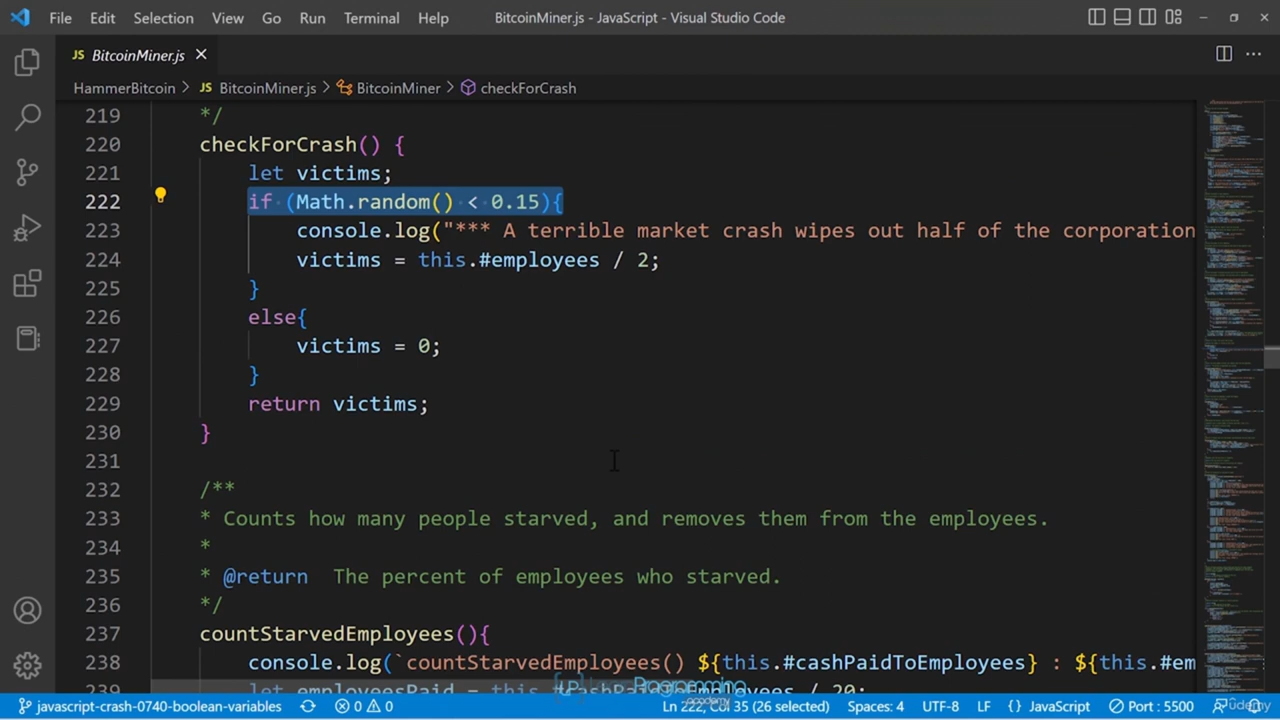 File Edit Selection View Go Run Terminal Help BitcoinMiner.js - JavaScript - Visual Studio Code
JS BitcoinMiner.js
HammerBitcoin > JS BitcoinMiner.js > BitcoinMiner > checkForCrash
219 */
220 checkForCrash() {
221 let victims;
222 if (Math.random() < 0.15){
223 console.log("*** A terrible market crash wipes out half of the corporation
224 victims = this.#employees / 2;
225 }
226 else{
227 victims = 0;
228 }
229 return victims;
230 }
231
232 /**
233 * Counts how many people starved, and removes them from the employees.
234 *
235 * @return The percent of employees who starved.
236 */
237 countStarvedEmployees(){
238 console.log(`countStarvedEmployees() ${this.#cashPaidToEmployees} : ${this.#em
239 let employeesPaid = this.#cashPaidToEmployees / 20;
Programming
academy
javascript-crash-0740-boolean-variables 0 0 Ln 222, Col 35 (26 selected) Spaces: 4 UTF-8 LF {} JavaScript Port : 5500
Udemy